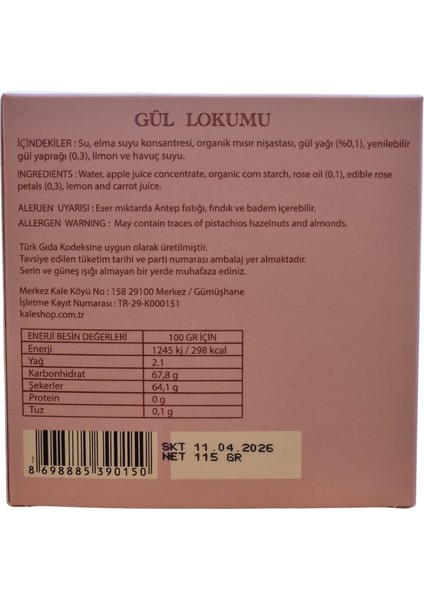 GÜL LOKUMU
İÇİNDEKİLER : Su, elma suyu konsantresi, organik mısır nişastası, gül yağı (%0,1), yenilebilir
gül yaprağı (0,3), limon ve havuç suyu.
INGREDIENTS : Water, apple juice concentrate, organic corn starch, rose oil (0,1), edible rose
petals (0,3), lemon and carrot juice.
ALERJEN UYARISI : Eser miktarda Antep fıstığı, fındık ve badem içerebilir.
ALLERGEN WARNING : May contain traces of pistachios hazelnuts and almonds.
Türk Gıda Kodeksine uygun olarak üretilmiştir.
Tavsiye edilen tüketim tarihi ve parti numarası ambalaj yer almaktadır.
Serin ve güneş ışığı almayan bir yerde muhafaza ediniz.
Merkez Kale Köyü No : 158 29100 Merkez / Gümüşhane
İşletme Kayıt Numarası : TR-29-K000151
kaleshop.com.tr
ENERJİ BESİN DEĞERLERİ 100 GR İÇİN
Enerji 1245 kj / 298 kcal
Yağ 2.1
Karbonhidrat 67,8 g
Şekerler 64,1 g
Protein 0 g
Tuz 0,1 g
SKT 11.04.2026
NET 115 GR
8 698885 390150